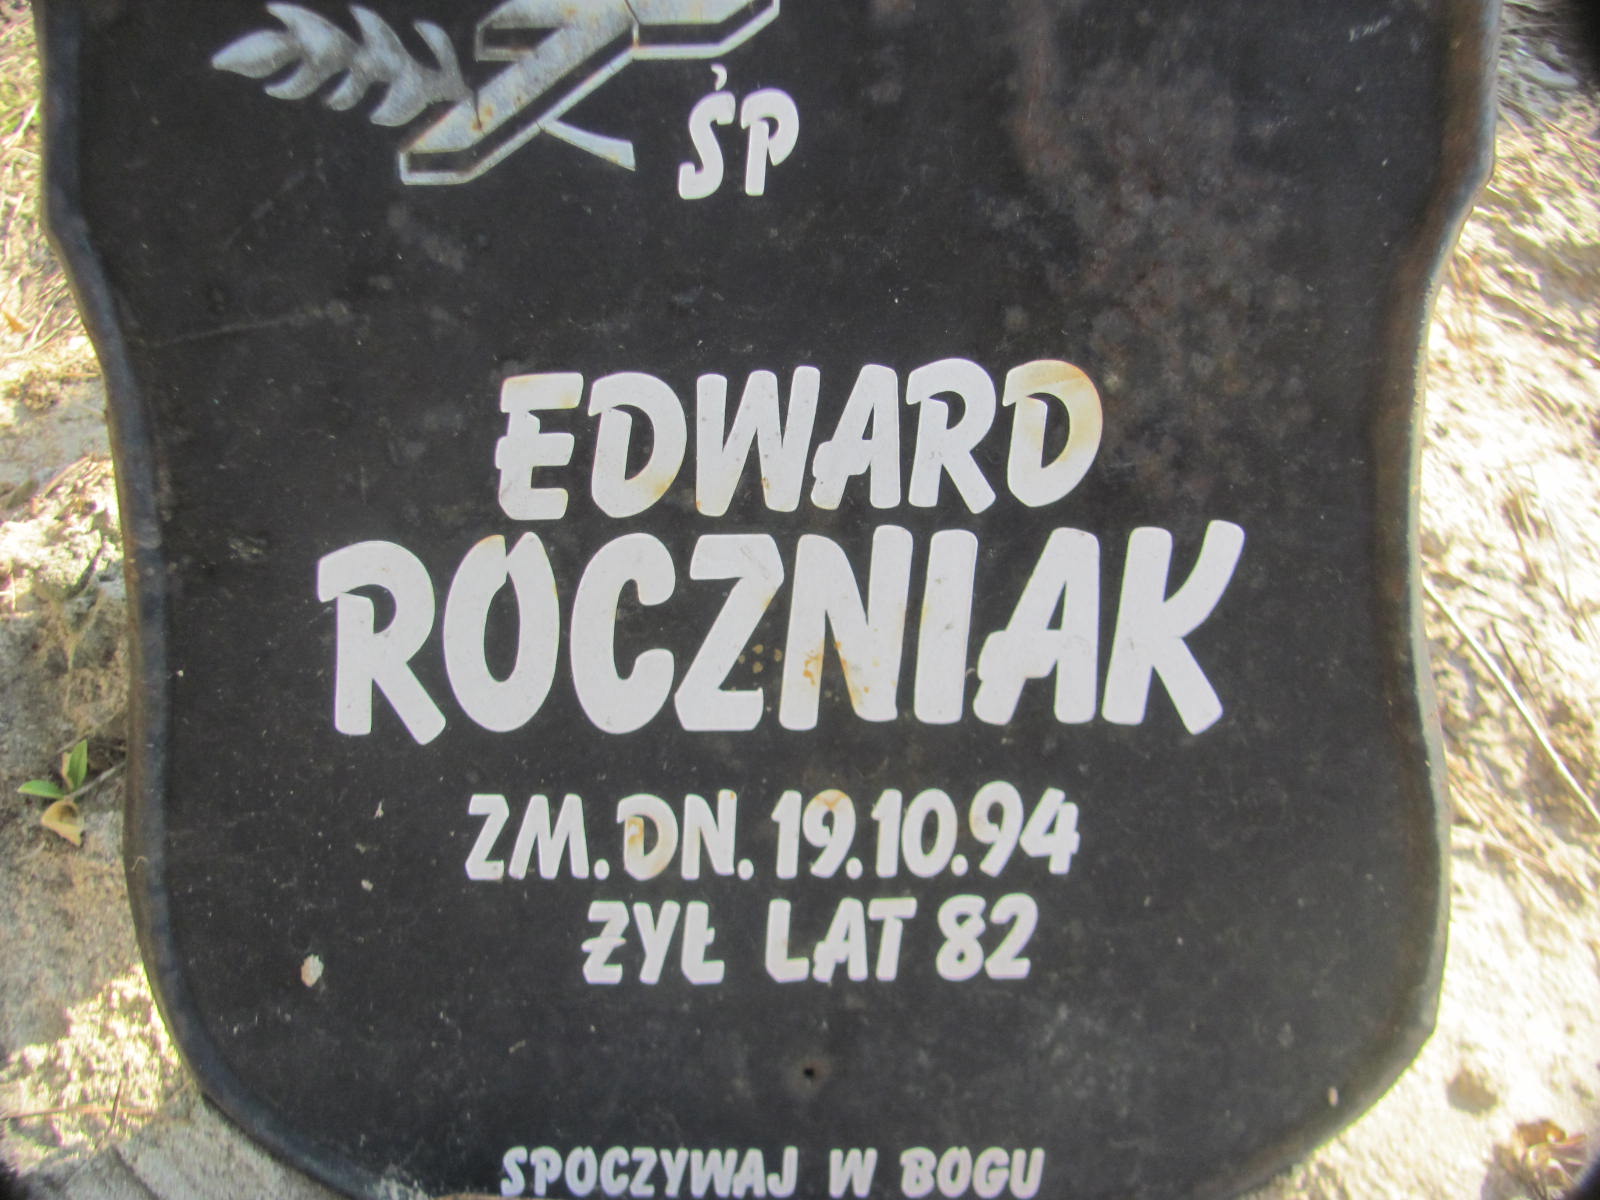 ŚP
EDWARD
ROCZNIAK
ZM. DN. 19.10.94
ŻYŁ LAT 82
SPOCZYWAJ W BOGU